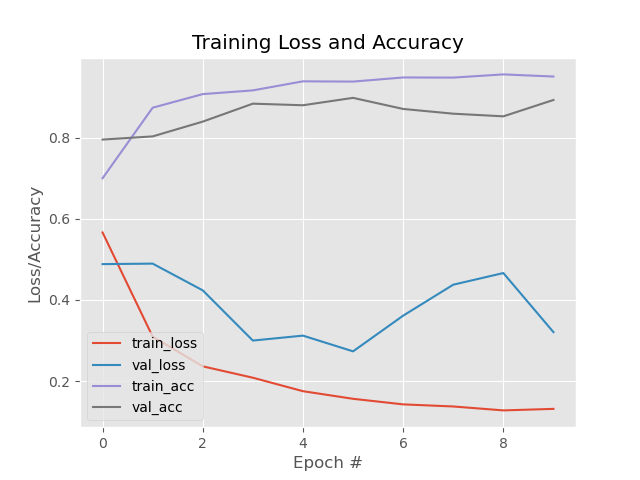 Training Loss and Accuracy
Loss/Accuracy
0.8
0.6
0.4
0.2
train_loss
val_loss
train_acc
val_acc
0 2 4 6 8
Epoch #